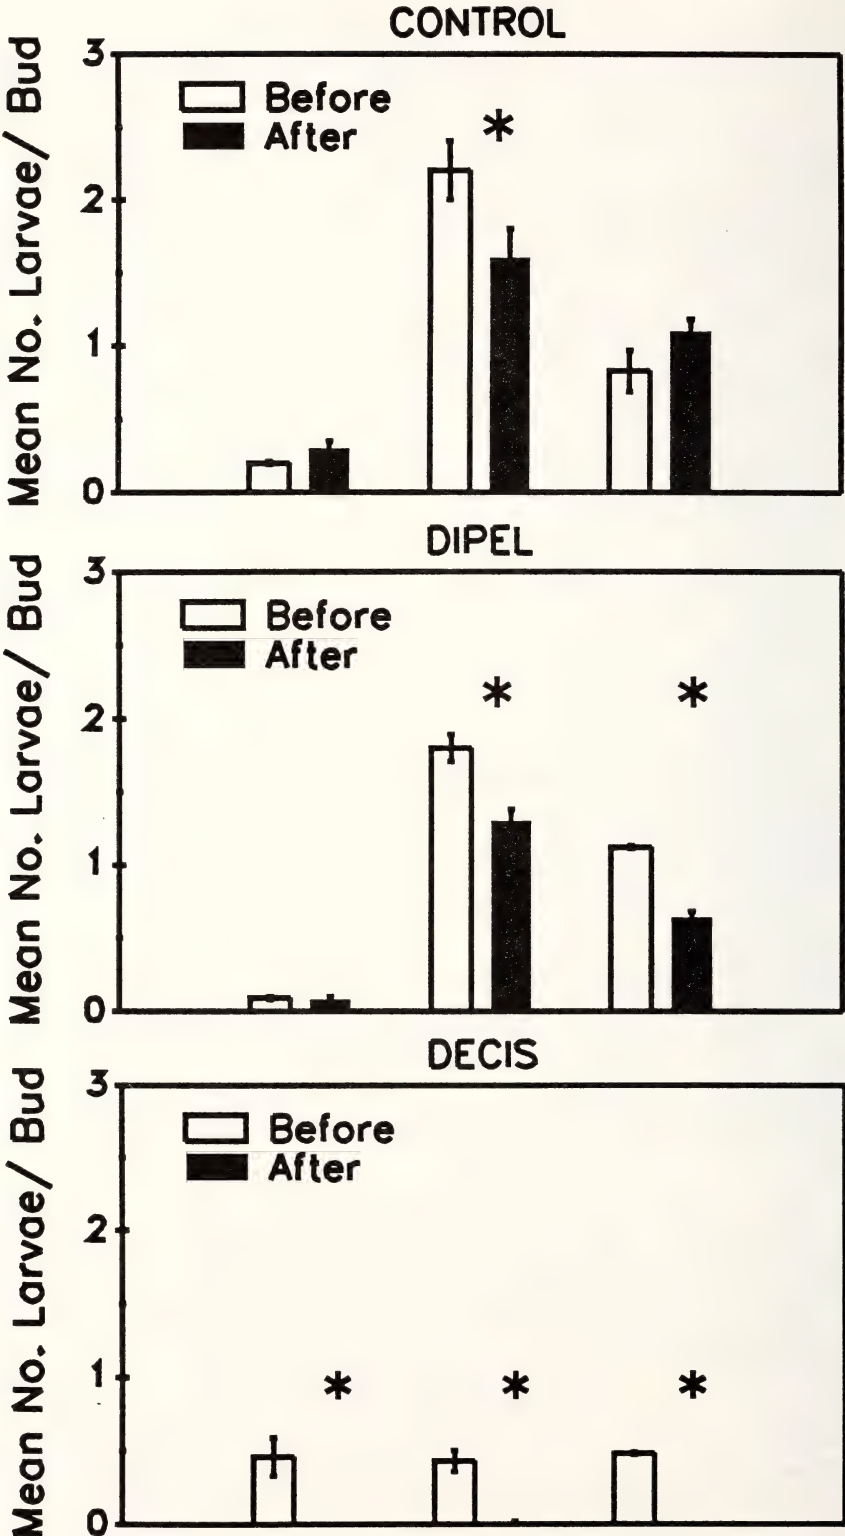 CONTROL
Mean No. Larvae/ Bud
3
2
1
0
Before
After
*
DIPEL
Mean No. Larvae/ Bud
3
2
1
0
Before
After
*
*
DECIS
Mean No. Larvae/ Bud
3
2
1
0
Before
After
*
*
*